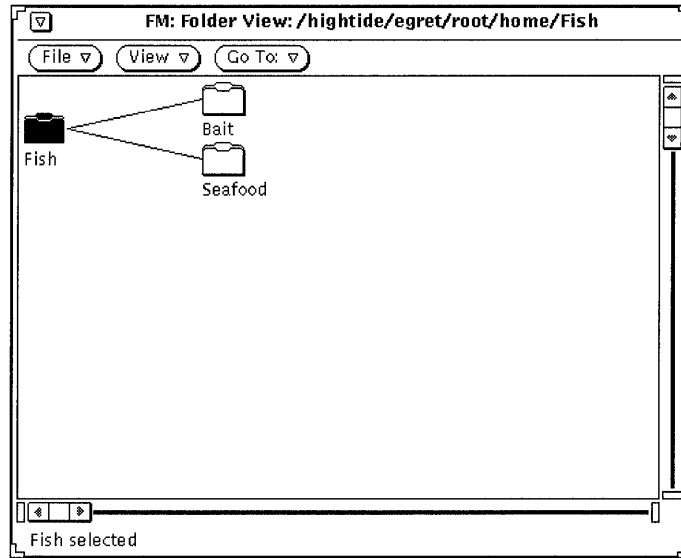 FM: Folder View: /hightide/egret/root/home/Fish
File View Go To:
Bait
Fish
Seafood
Fish selected